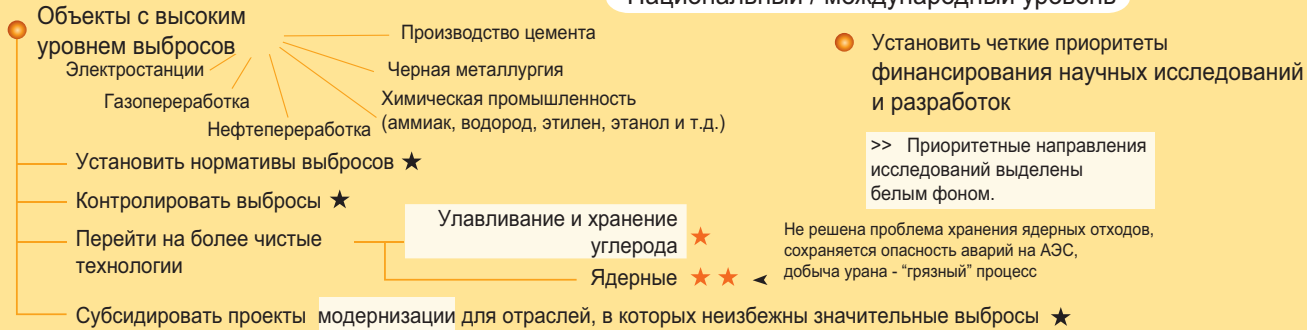 Национальный / международный уровень
Объекты с высоким
уровнем выбросов
Производство цемента
Электростанции
Черная металлургия
Газопереработка
Химическая промышленность
(аммиак, водород, этилен, этанол и т.д.)
Нефтепереработка
Установить нормативы выбросов ★
Контролировать выбросы ★
Перейти на более чистые
технологии
Улавливание и хранение
углерода ★
Ядерные ★ ★
Не решена проблема хранения ядерных отходов,
сохраняется опасность аварий на АЭС,
добыча урана - “грязный” процесс
Субсидировать проекты модернизации для отраслей, в которых неизбежны значительные выбросы ★
Установить четкие приоритеты
финансирования научных исследований
и разработок
>> Приоритетные направления
исследований выделены
белым фоном.